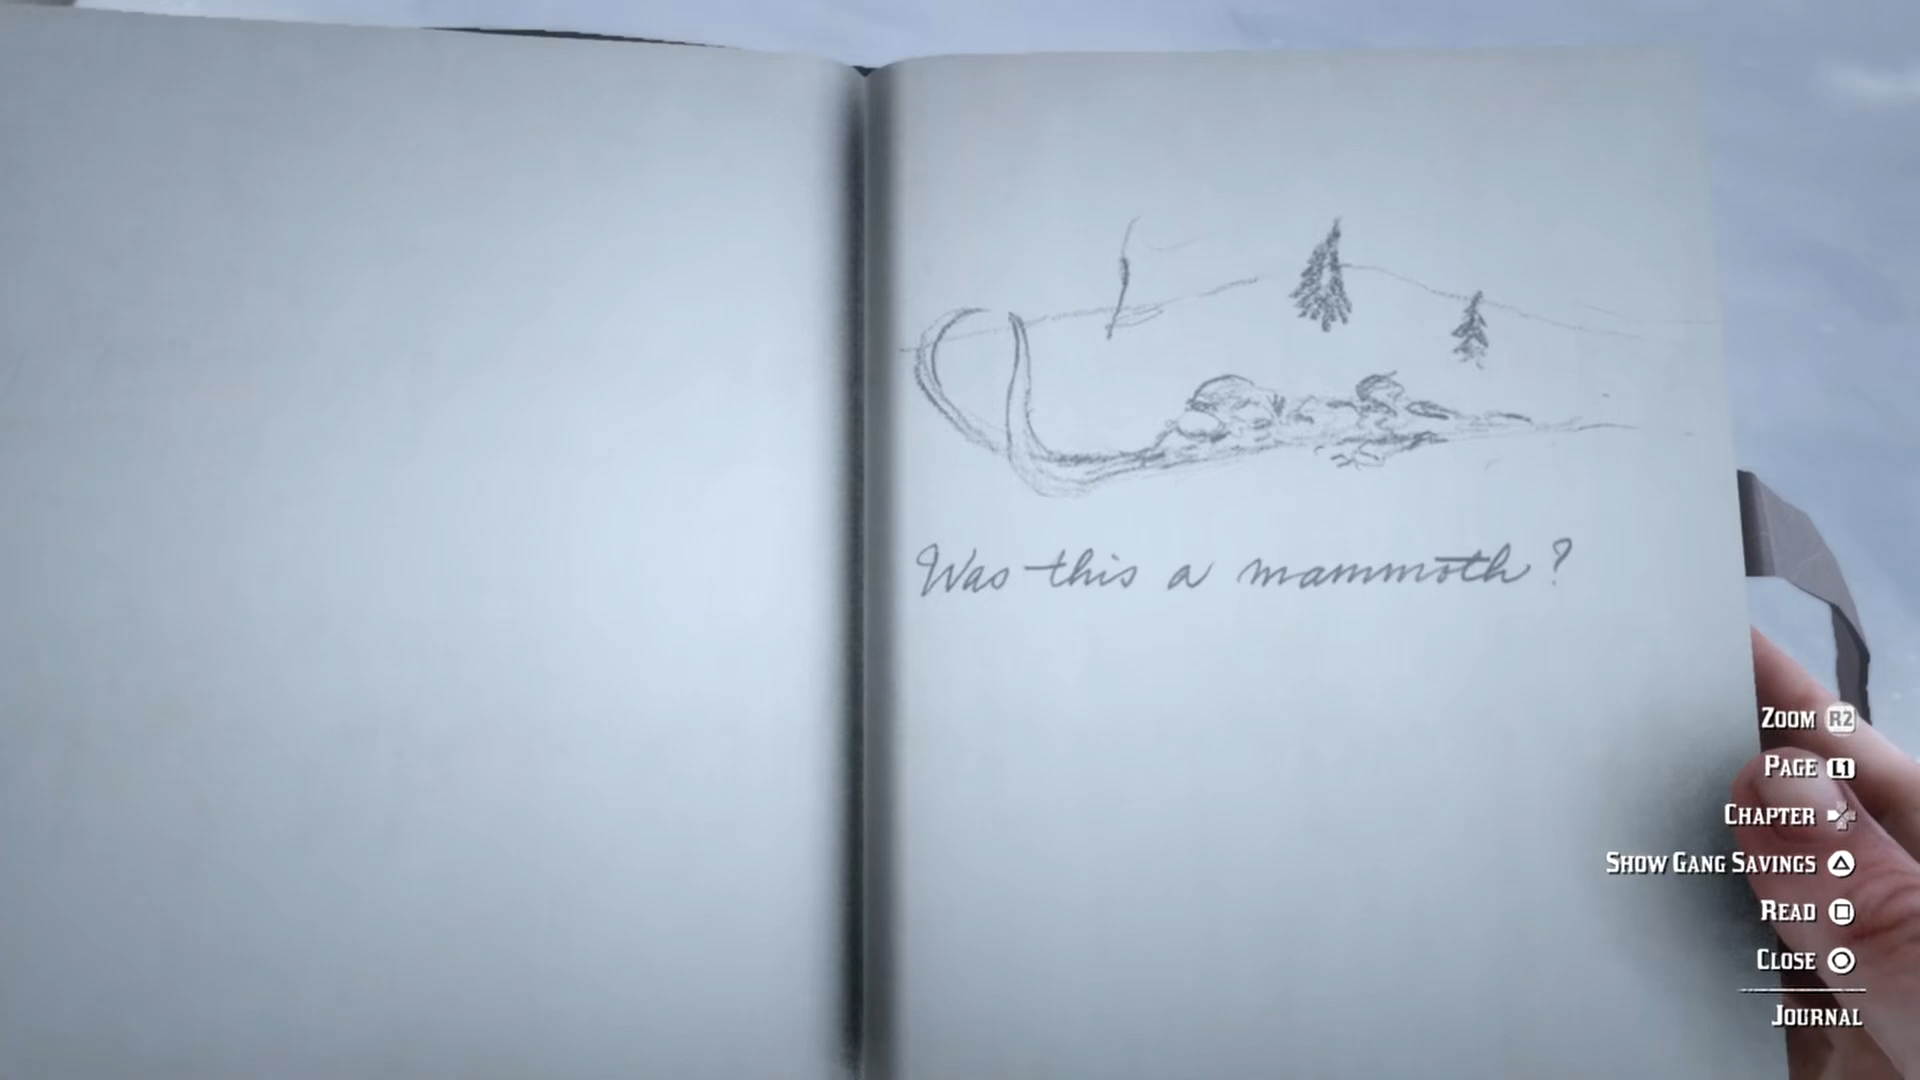 Was this a mammoth?
Zoom R2
Page L1
Chapter
Show Gang Savings
Read
Close
Journal